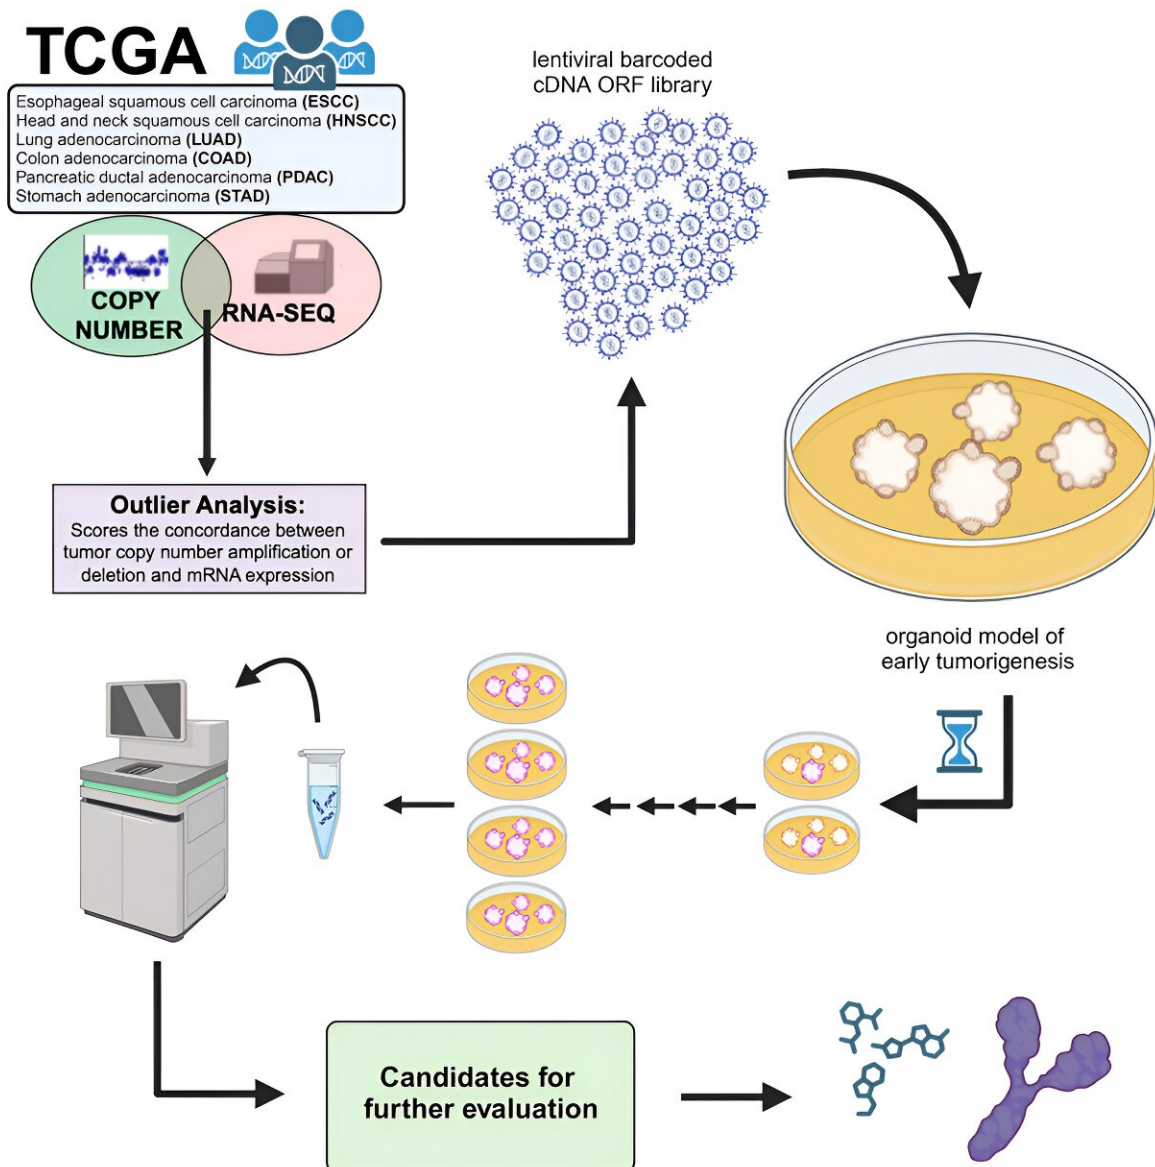 TCGA
Esophageal squamous cell carcinoma (ESCC)
Head and neck squamous cell carcinoma (HNSCC)
Lung adenocarcinoma (LUAD)
Colon adenocarcinoma (COAD)
Pancreatic ductal adenocarcinoma (PDAC)
Stomach adenocarcinoma (STAD)
COPY
NUMBER
RNA-SEQ
Outlier Analysis:
Scores the concordance between
tumor copy number amplification or
deletion and mRNA expression
lentiviral barcoded
cDNA ORF library
organoid model of
early tumorigenesis
Candidates for
further evaluation